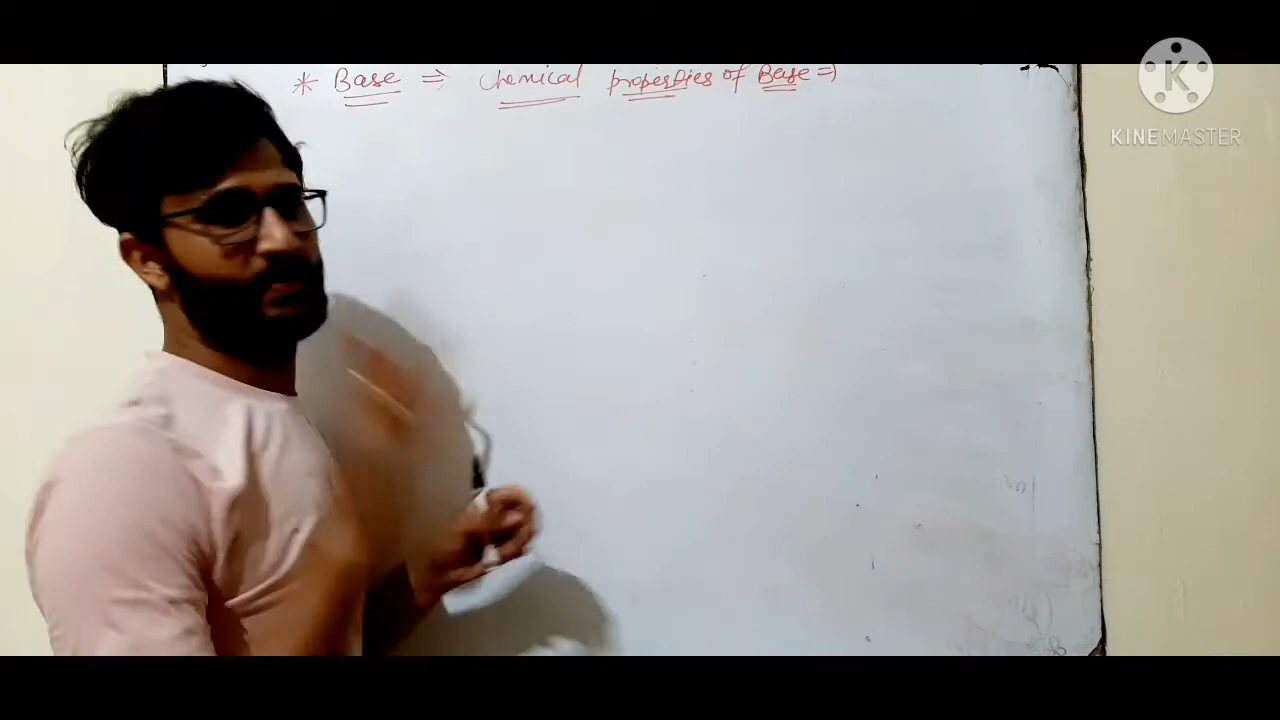 * Base ⇒ Chemical properties of Base ⇒
K
KINEMASTER